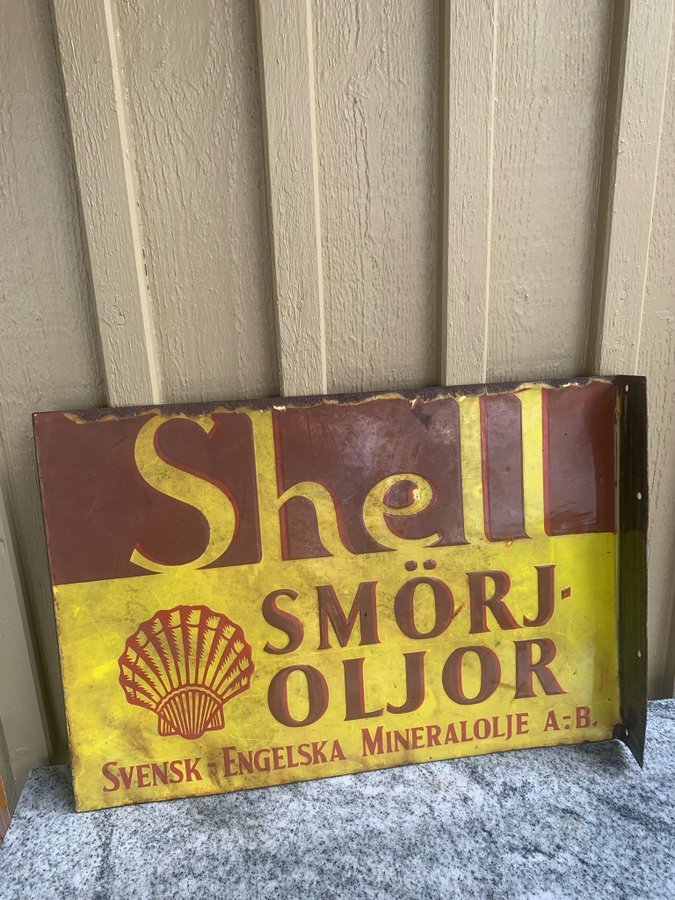 Shell
SMÖRJ-
OLJOR
SVENSK-ENGELSKA MINERALOLJE A-B.